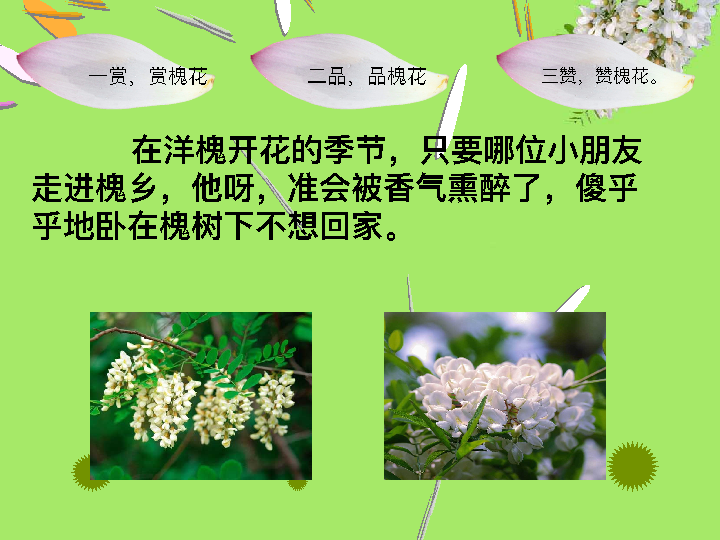 一赏，赏槐花
二品，品槐花
三赞，赞槐花。
在洋槐开花的季节，只要哪位小朋友
走进槐乡，他呀，准会被香气熏醉了，傻乎
乎地卧在槐树下不想回家。